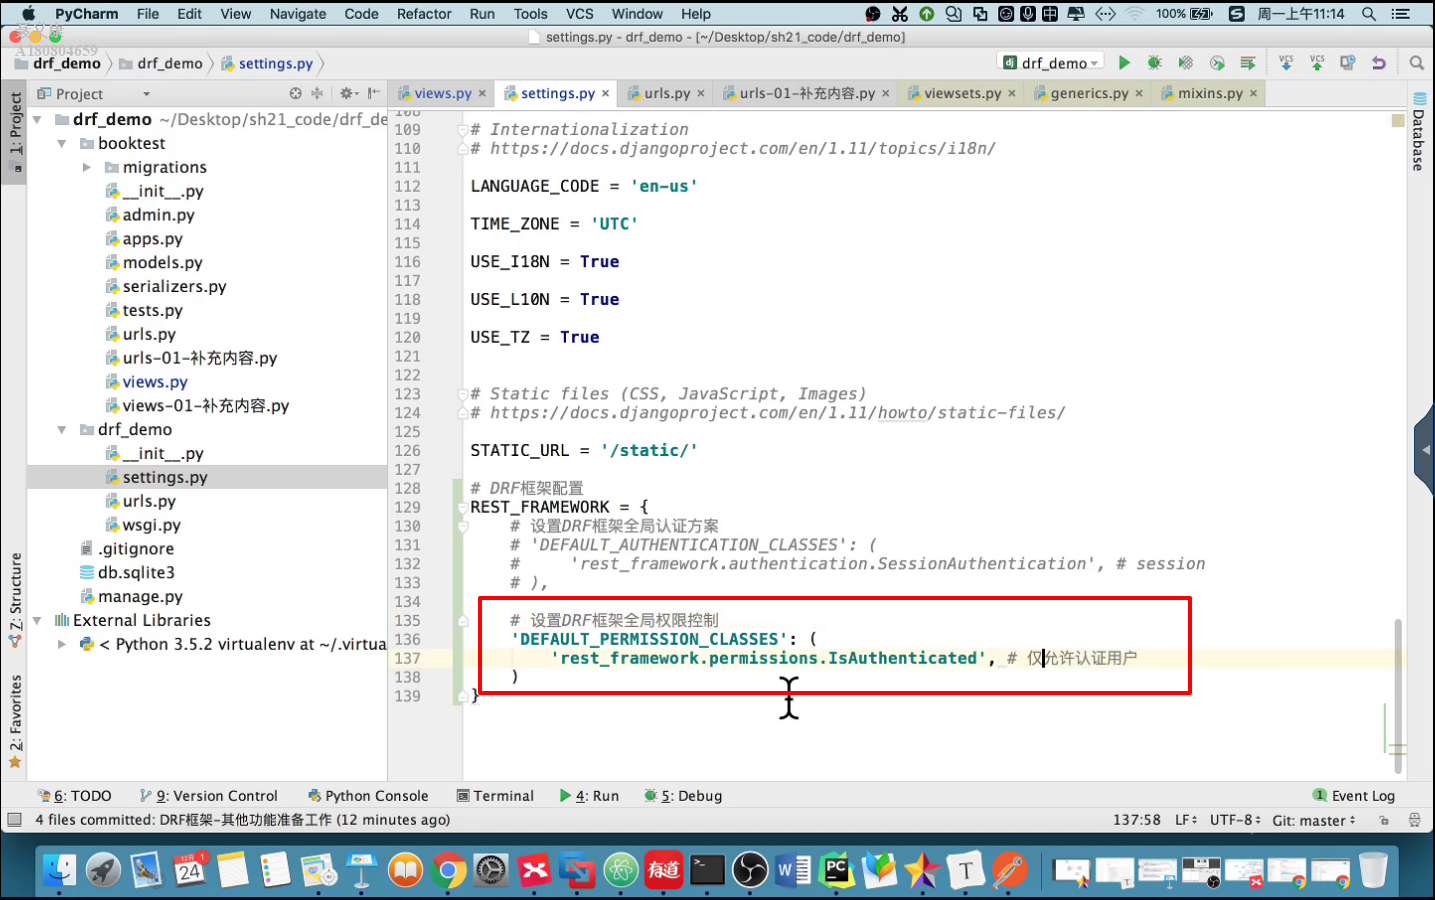 PyCharm File Edit View Navigate Code Refactor Run Tools VCS Window Help 100% 周一上午11:14
settings.py - drf_demo - [~/Desktop/sh21_code/drf_demo]
A180804659
drf_demo drf_demo settings.py
drf_demo
Project
views.py settings.py urls.py urls-01-补充内容.py viewsets.py generics.py mixins.py
1: Project
Z: Structure
2: Favorites
Database
drf_demo ~/Desktop/sh21_code/drf_de
booktest
migrations
__init__.py
admin.py
apps.py
models.py
serializers.py
tests.py
urls.py
urls-01-补充内容.py
views.py
views-01-补充内容.py
drf_demo
__init__.py
settings.py
urls.py
wsgi.py
.gitignore
db.sqlite3
manage.py
External Libraries
< Python 3.5.2 virtualenv at ~/.virtua
108
109 # Internationalization
110 # https://docs.djangoproject.com/en/1.11/topics/i18n/
111
112 LANGUAGE_CODE = 'en-us'
113
114 TIME_ZONE = 'UTC'
115
116 USE_I18N = True
117
118 USE_L10N = True
119
120 USE_TZ = True
121
122
123 # Static files (CSS, JavaScript, Images)
124 # https://docs.djangoproject.com/en/1.11/howto/static-files/
125
126 STATIC_URL = '/static/'
127
128 # DRF框架配置
129 REST_FRAMEWORK = {
130 # 设置DRF框架全局认证方案
131 # 'DEFAULT_AUTHENTICATION_CLASSES': (
132 # 'rest_framework.authentication.SessionAuthentication', # session
133 # ),
134
135 # 设置DRF框架全局权限控制
136 'DEFAULT_PERMISSION_CLASSES': (
137 'rest_framework.permissions.IsAuthenticated', # 仅允许认证用户
138 )
139 }
6: TODO 9: Version Control Python Console Terminal 4: Run 5: Debug 1 Event Log
4 files committed: DRF框架-其他功能准备工作 (12 minutes ago) 137:58 LF UTF-8 Git: master
12月 1
24
有道
W
PC
T